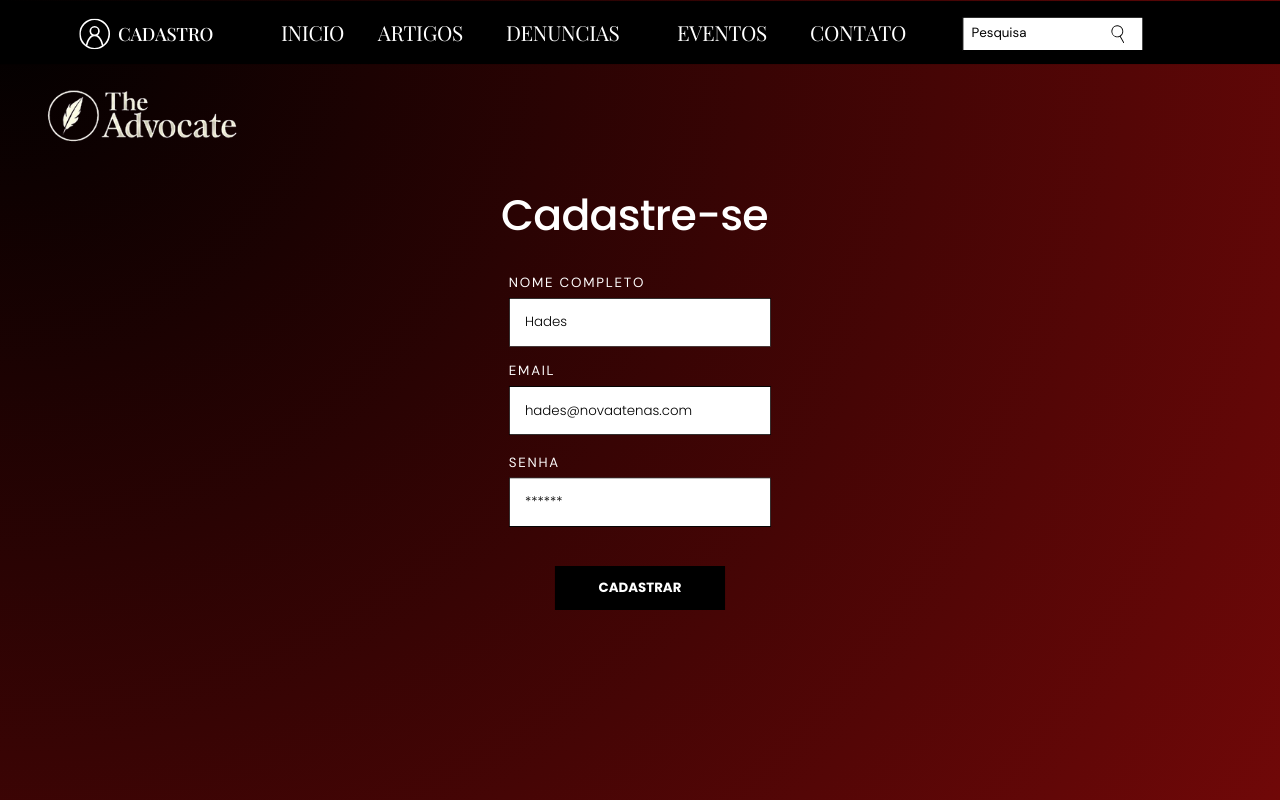 CADASTRO INICIO ARTIGOS DENUNCIAS EVENTOS CONTATO Pesquisa
The
Advocate
Cadastre-se
NOME COMPLETO
Hades
EMAIL
hades@novaatenas.com
SENHA
******
CADASTRAR